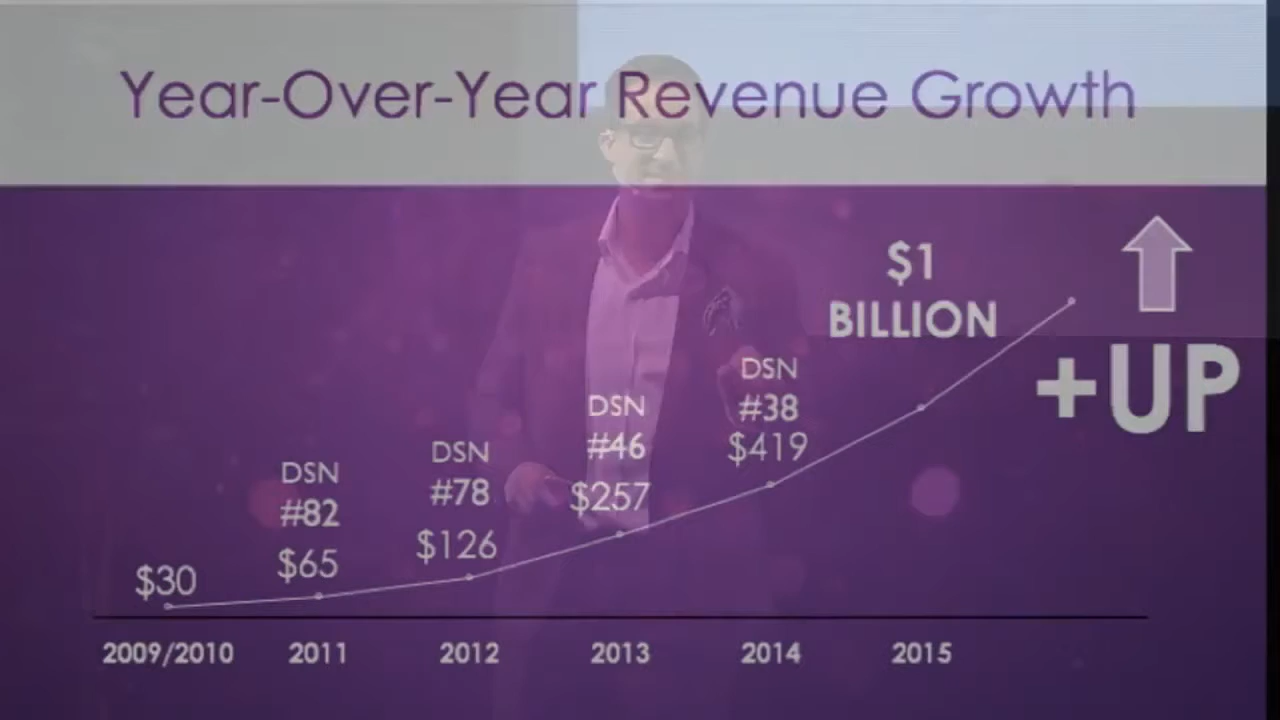 Year-Over-Year Revenue Growth
$1
BILLION
+UP
DSN
#38
$419
DSN
#46
$257
DSN
#78
$126
DSN
#82
$65
$30
2009/2010 2011 2012 2013 2014 2015